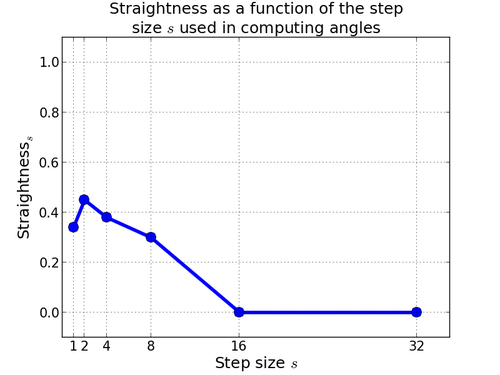 Straightness as a function of the step
size s used in computing angles
1.0
0.8
0.6
0.4
0.2
0.0
Straightness s
1 2 4 8 16 32
Step size s